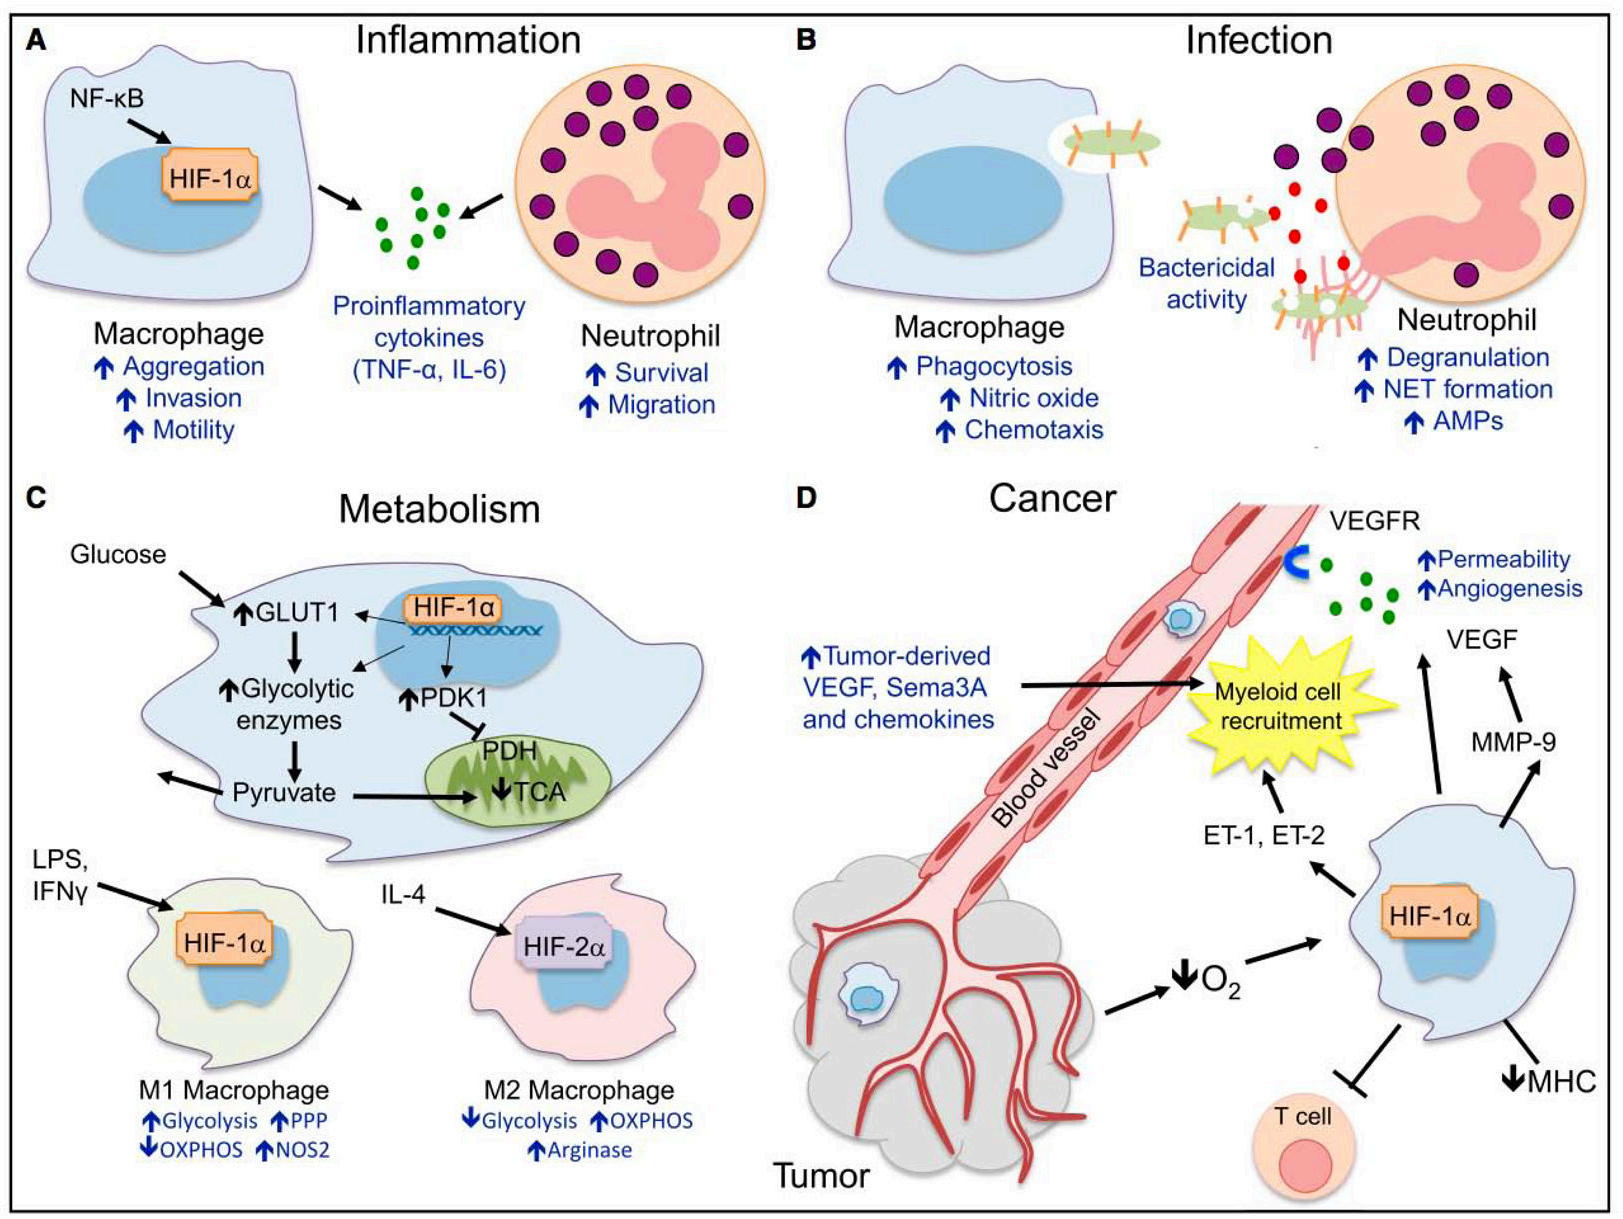 A
Inflammation
NF-κB
HIF-1α
Proinflammatory
cytokines
(TNF-α, IL-6)
Macrophage
↑ Aggregation
↑ Invasion
↑ Motility
Neutrophil
↑ Survival
↑ Migration
B
Infection
Bactericidal
activity
Macrophage
↑ Phagocytosis
↑ Nitric oxide
↑ Chemotaxis
Neutrophil
↑ Degranulation
↑ NET formation
↑ AMPs
C
Metabolism
Glucose
↑GLUT1
HIF-1α
↑Glycolytic
enzymes
↑PDK1
PDH
↓TCA
Pyruvate
LPS,
IFNγ
HIF-1α
IL-4
HIF-2α
M1 Macrophage
↑Glycolysis ↑PPP
↓OXPHOS ↑NOS2
M2 Macrophage
↓Glycolysis ↑OXPHOS
↑Arginase
D
Cancer
VEGFR
↑Permeability
↑Angiogenesis
VEGF
↑Tumor-derived
VEGF, Sema3A
and chemokines
Myeloid cell
recruitment
MMP-9
Blood vessel
ET-1, ET-2
HIF-1α
↓O₂
↓MHC
T cell
Tumor